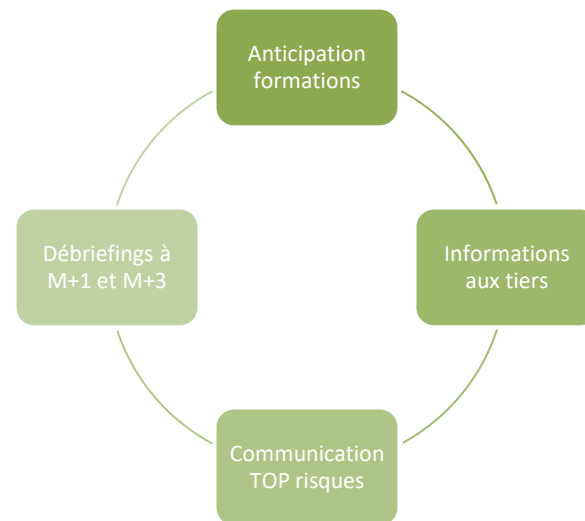 Anticipation
formations
Informations
aux tiers
Communication
TOP risques
Débriefings à
M+1 et M+3